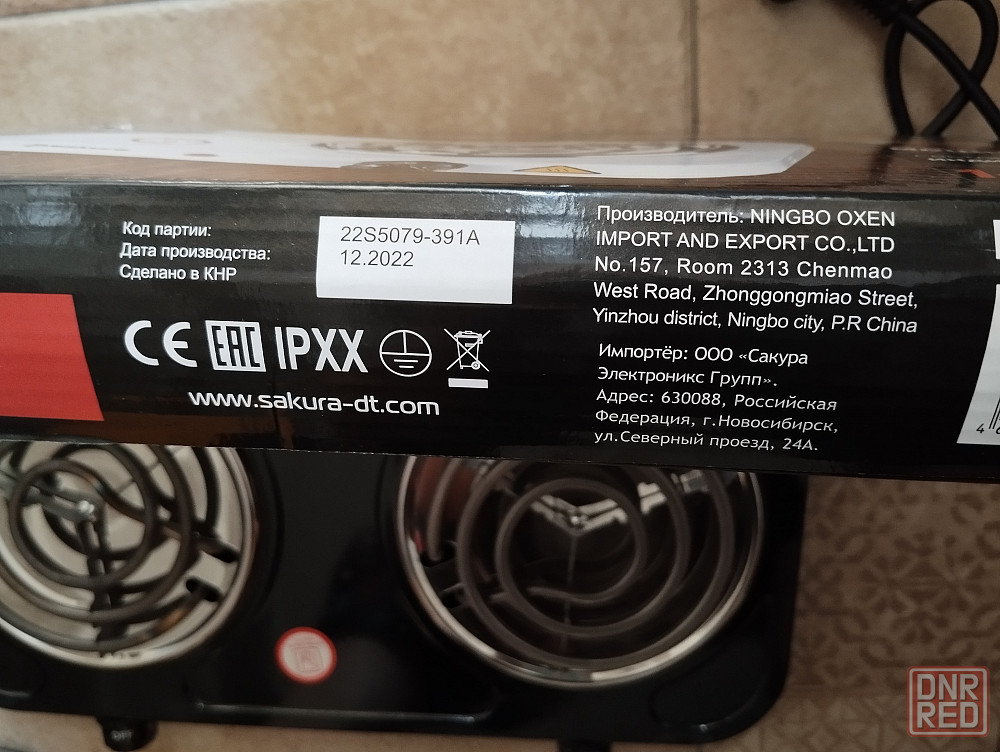 Код партии:
Дата производства:
Сделано в КНР
22S5079-391A
12.2022
CE EAC IPXX
www.sakura-dt.com
Производитель: NINGBO OXEN
IMPORT AND EXPORT CO.,LTD
No.157, Room 2313 Chenmao
West Road, Zhonggongmiao Street,
Yinzhou district, Ningbo city, P.R China
Импортёр: ООО «Сакура
Электроникс Групп».
Адрес: 630088, Российская
Федерация, г.Новосибирск,
ул.Северный проезд, 24А.
OFF
DNR
RED